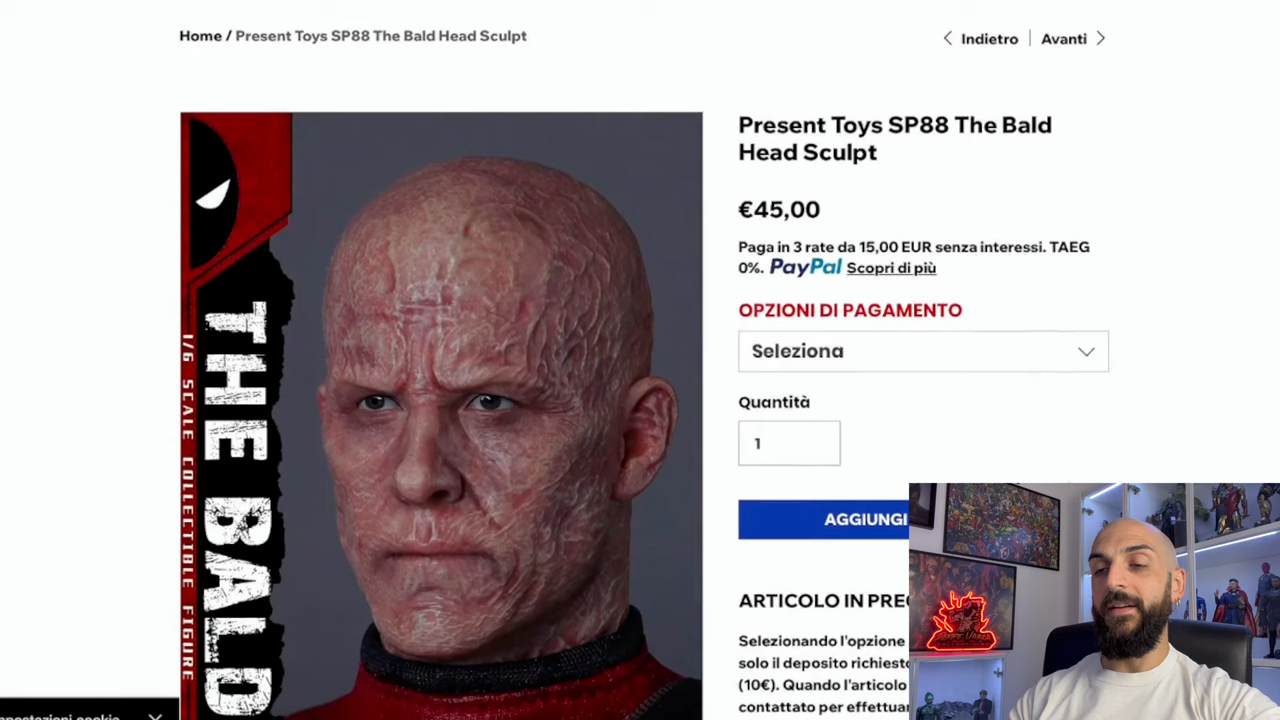 Home / Present Toys SP88 The Bald Head Sculpt
Indietro
Avanti
THE BALD
1/6 SCALE COLLECTIBLE FIGURE
Present Toys SP88 The Bald
Head Sculpt
€45,00
Paga in 3 rate da 15,00 EUR senza interessi. TAEG
0%. PayPal Scopri di più
OPZIONI DI PAGAMENTO
Seleziona
Quantità
1
AGGIUNGI
ARTICOLO IN PRE
Selezionando l'opzione
solo il deposito richiest
(10€). Quando l'articolo
contattato per effettuar
cookie